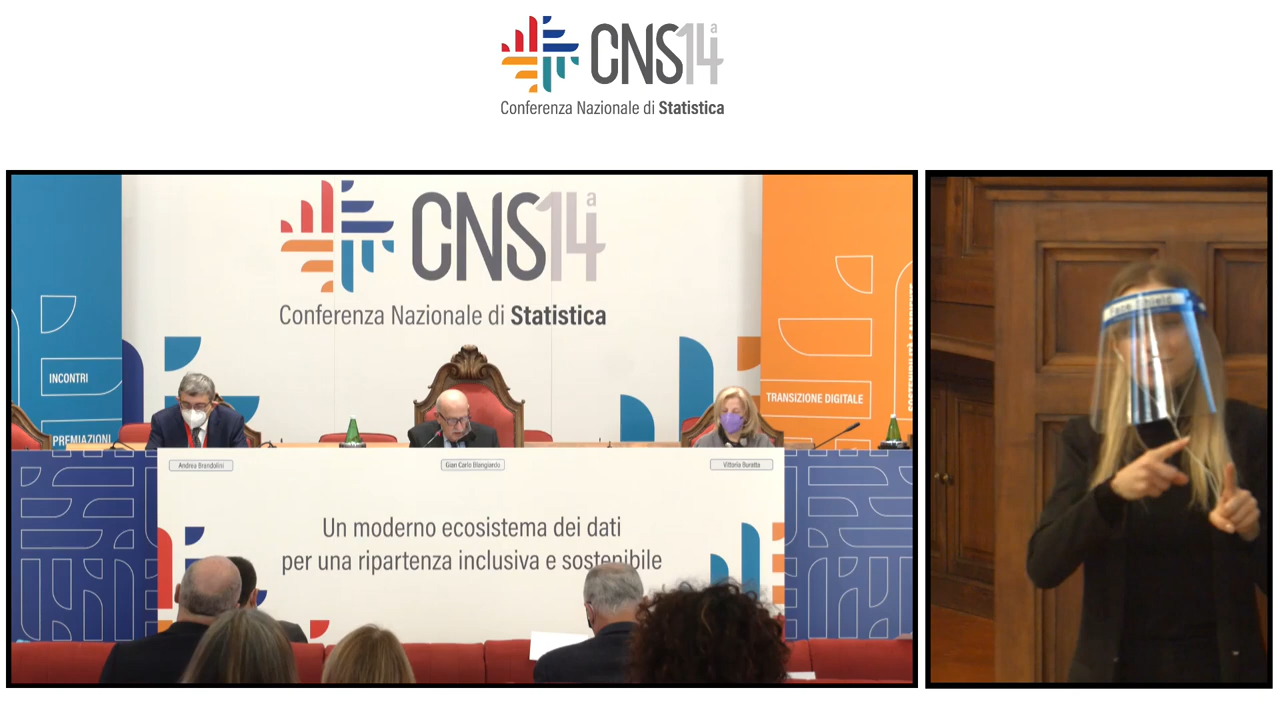 CNS14ª
Conferenza Nazionale di Statistica
CNS14ª
Conferenza Nazionale di Statistica
INCONTRI
PREMIAZIONI
TRANSIZIONE DIGITALE
Andrea Brandolini
Gian Carlo Blangiardo
Vittoria Buratta
Un moderno ecosistema dei dati
per una ripartenza inclusiva e sostenibile
Face Shield